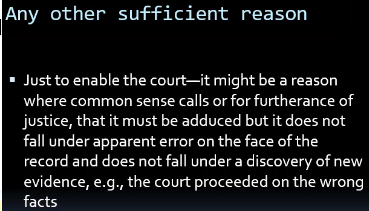 Any other sufficient reason
▪ Just to enable the court—it might be a reason
where common sense calls or for furtherance of
justice, that it must be adduced but it does not
fall under apparent error on the face of the
record and does not fall under a discovery of new
evidence, e.g., the court proceeded on the wrong
facts